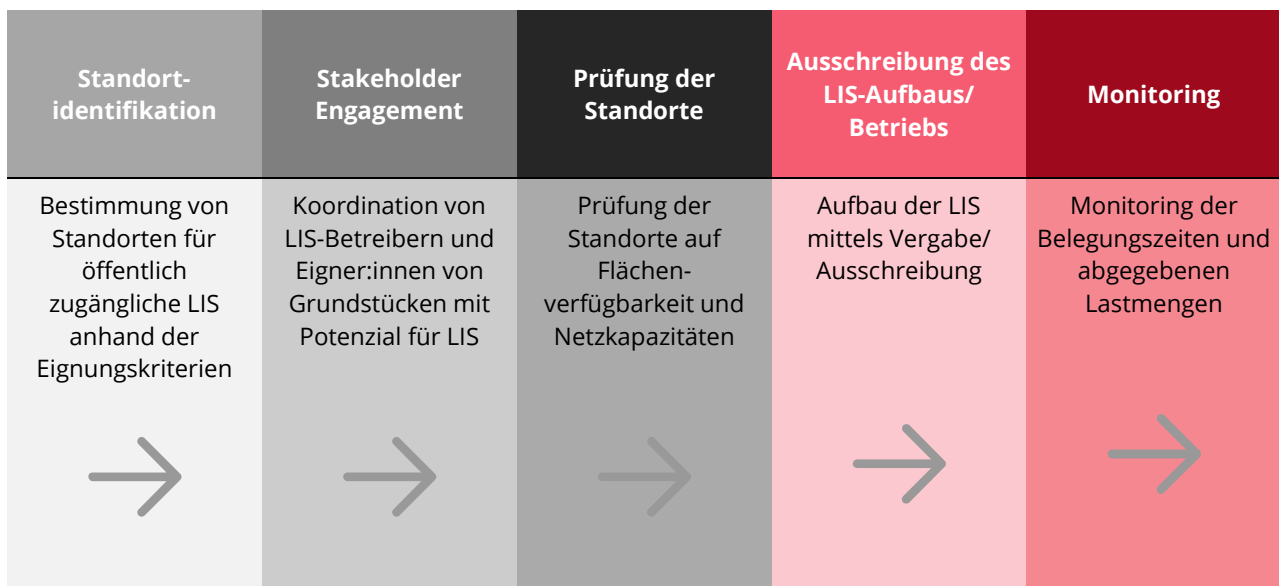 Standort-
identifikation
Stakeholder
Engagement
Prüfung der
Standorte
Ausschreibung des
LIS-Aufbaus/
Betriebs
Monitoring
Bestimmung von
Standorten für
öffentlich
zugängliche LIS
anhand der
Eignungskriterien
Koordination von
LIS-Betreibern und
Eigner:innen von
Grundstücken mit
Potenzial für LIS
Prüfung der
Standorte auf
Flächen-
verfügbarkeit und
Netzkapazitäten
Aufbau der LIS
mittels Vergabe/
Ausschreibung
Monitoring der
Belegungszeiten und
abgegebenen
Lastmengen